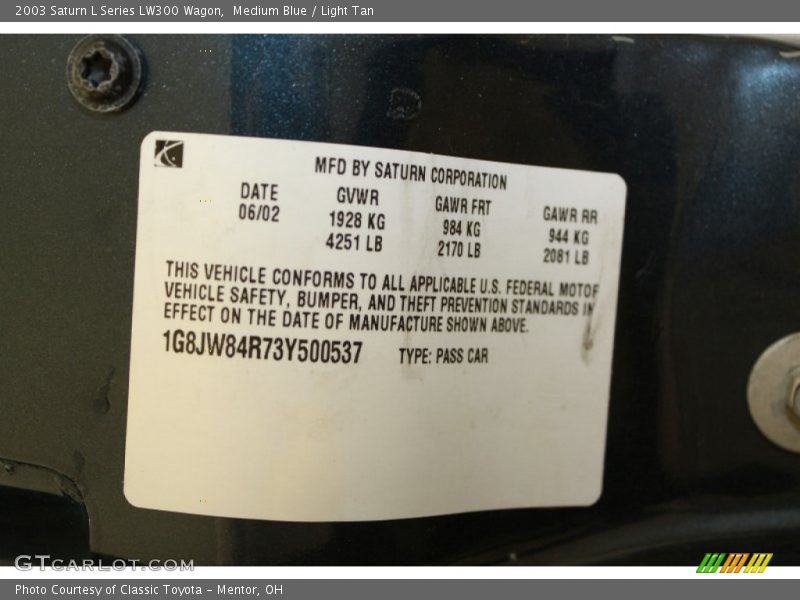 2003 Saturn L Series LW300 Wagon, Medium Blue / Light Tan
MFD BY SATURN CORPORATION
DATE GVWR GAWR FRT GAWR RR
06/02 1928 KG 984 KG 944 KG
4251 LB 2170 LB 2081 LB
THIS VEHICLE CONFORMS TO ALL APPLICABLE U.S. FEDERAL MOTOR
VEHICLE SAFETY, BUMPER, AND THEFT PREVENTION STANDARDS IN
EFFECT ON THE DATE OF MANUFACTURE SHOWN ABOVE.
1G8JW84R73Y500537 TYPE: PASS CAR
GTCARLOT.COM
Photo Courtesy of Classic Toyota - Mentor, OH